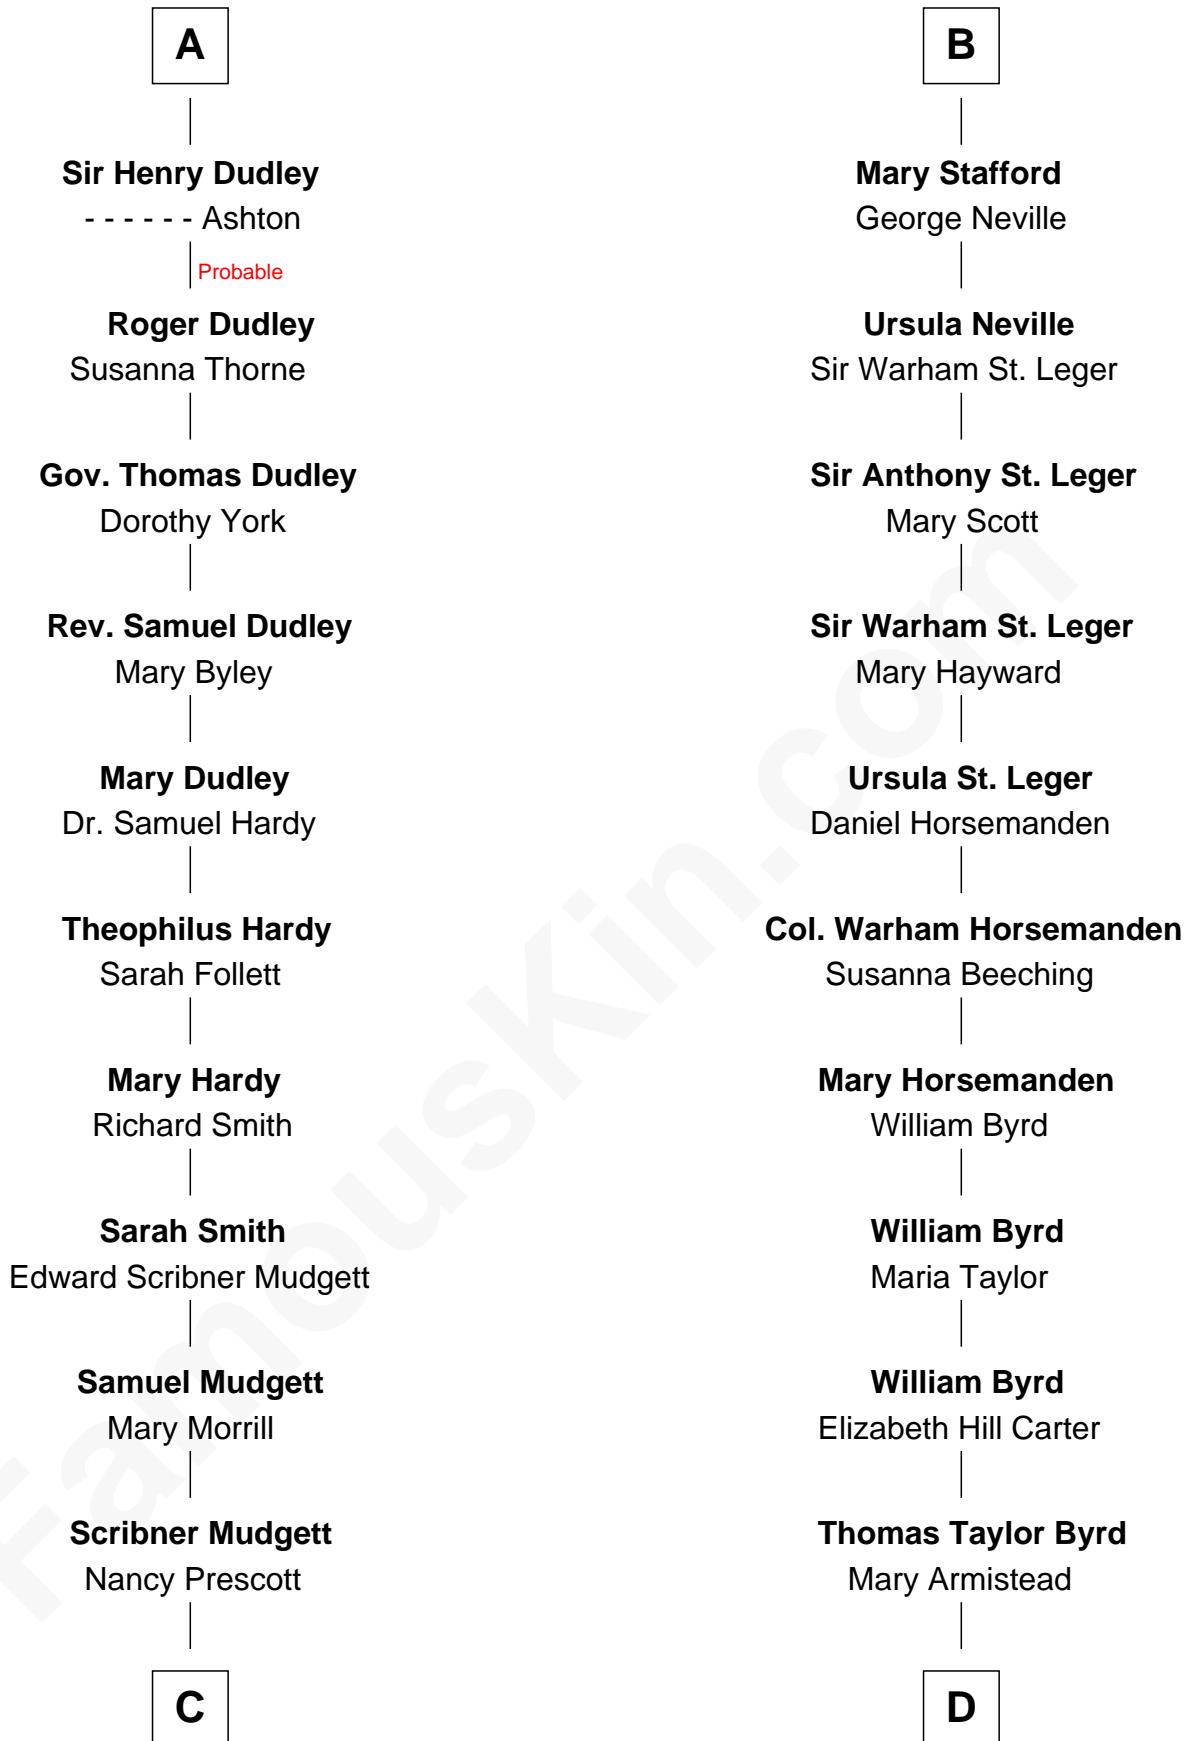 A
Sir Henry Dudley
- - - - - - Ashton
Probable
Roger Dudley
Susanna Thorne
Gov. Thomas Dudley
Dorothy York
Rev. Samuel Dudley
Mary Byley
Mary Dudley
Dr. Samuel Hardy
Theophilus Hardy
Sarah Follett
Mary Hardy
Richard Smith
Sarah Smith
Edward Scribner Mudgett
Samuel Mudgett
Mary Morrill
Scribner Mudgett
Nancy Prescott
C
B
Mary Stafford
George Neville
Ursula Neville
Sir Warham St. Leger
Sir Anthony St. Leger
Mary Scott
Sir Warham St. Leger
Mary Hayward
Ursula St. Leger
Daniel Horsemanden
Col. Warham Horsemanden
Susanna Beeching
Mary Horsemanden
William Byrd
William Byrd
Maria Taylor
William Byrd
Elizabeth Hill Carter
Thomas Taylor Byrd
Mary Armistead
D
FamousKin.com